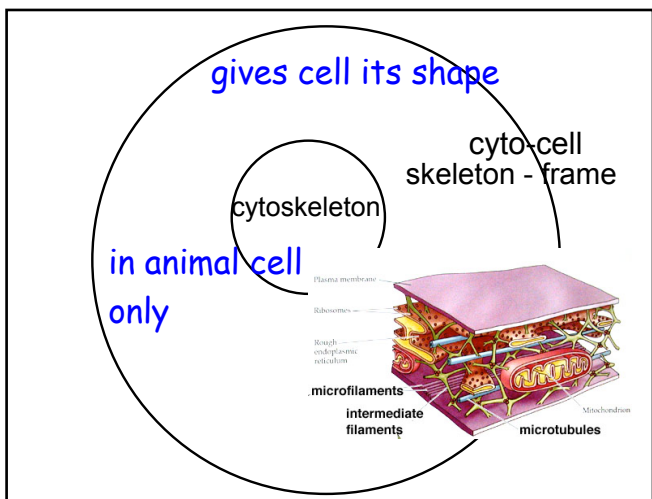 gives cell its shape
cyto-cell
skeleton - frame
cytoskeleton
in animal cell
only
Plasma membrane
Ribosomes
Rough
endoplasmic
reticulum
microfilaments
intermediate
filaments
microtubules
Mitochondrion